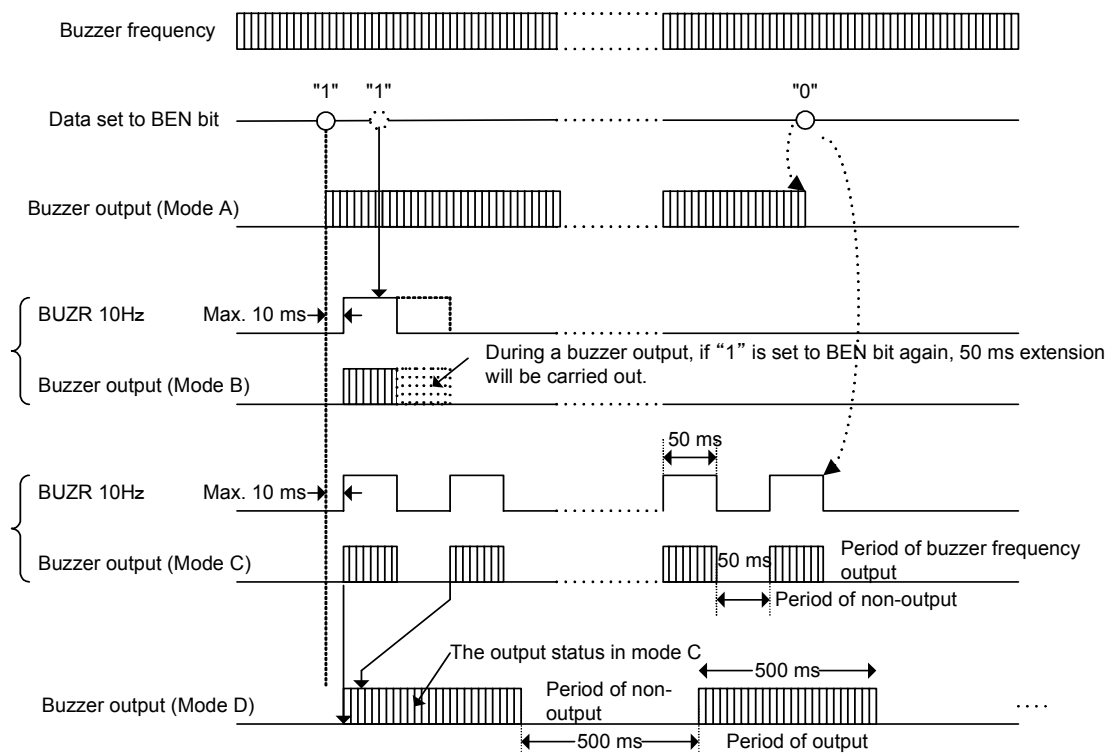 Buzzer frequency
"1" "1" "0"
Data set to BEN bit
Buzzer output (Mode A)
BUZR 10Hz Max. 10 ms
During a buzzer output, if “1” is set to BEN bit again, 50 ms extension
will be carried out.
Buzzer output (Mode B)
50 ms
BUZR 10Hz Max. 10 ms
Buzzer output (Mode C)
50 ms
Period of buzzer frequency
output
Period of non-output
The output status in mode C
500 ms
Buzzer output (Mode D)
Period of non-
output
500 ms
Period of output